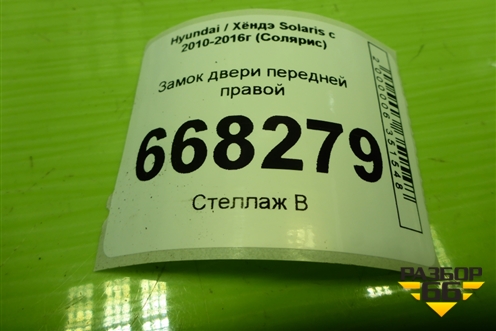 Hyundai / Хёндэ Solaris с
2010-2016г (Солярис)
Замок двери передней
правой
668279
Стеллаж В
РАЗБОР
66